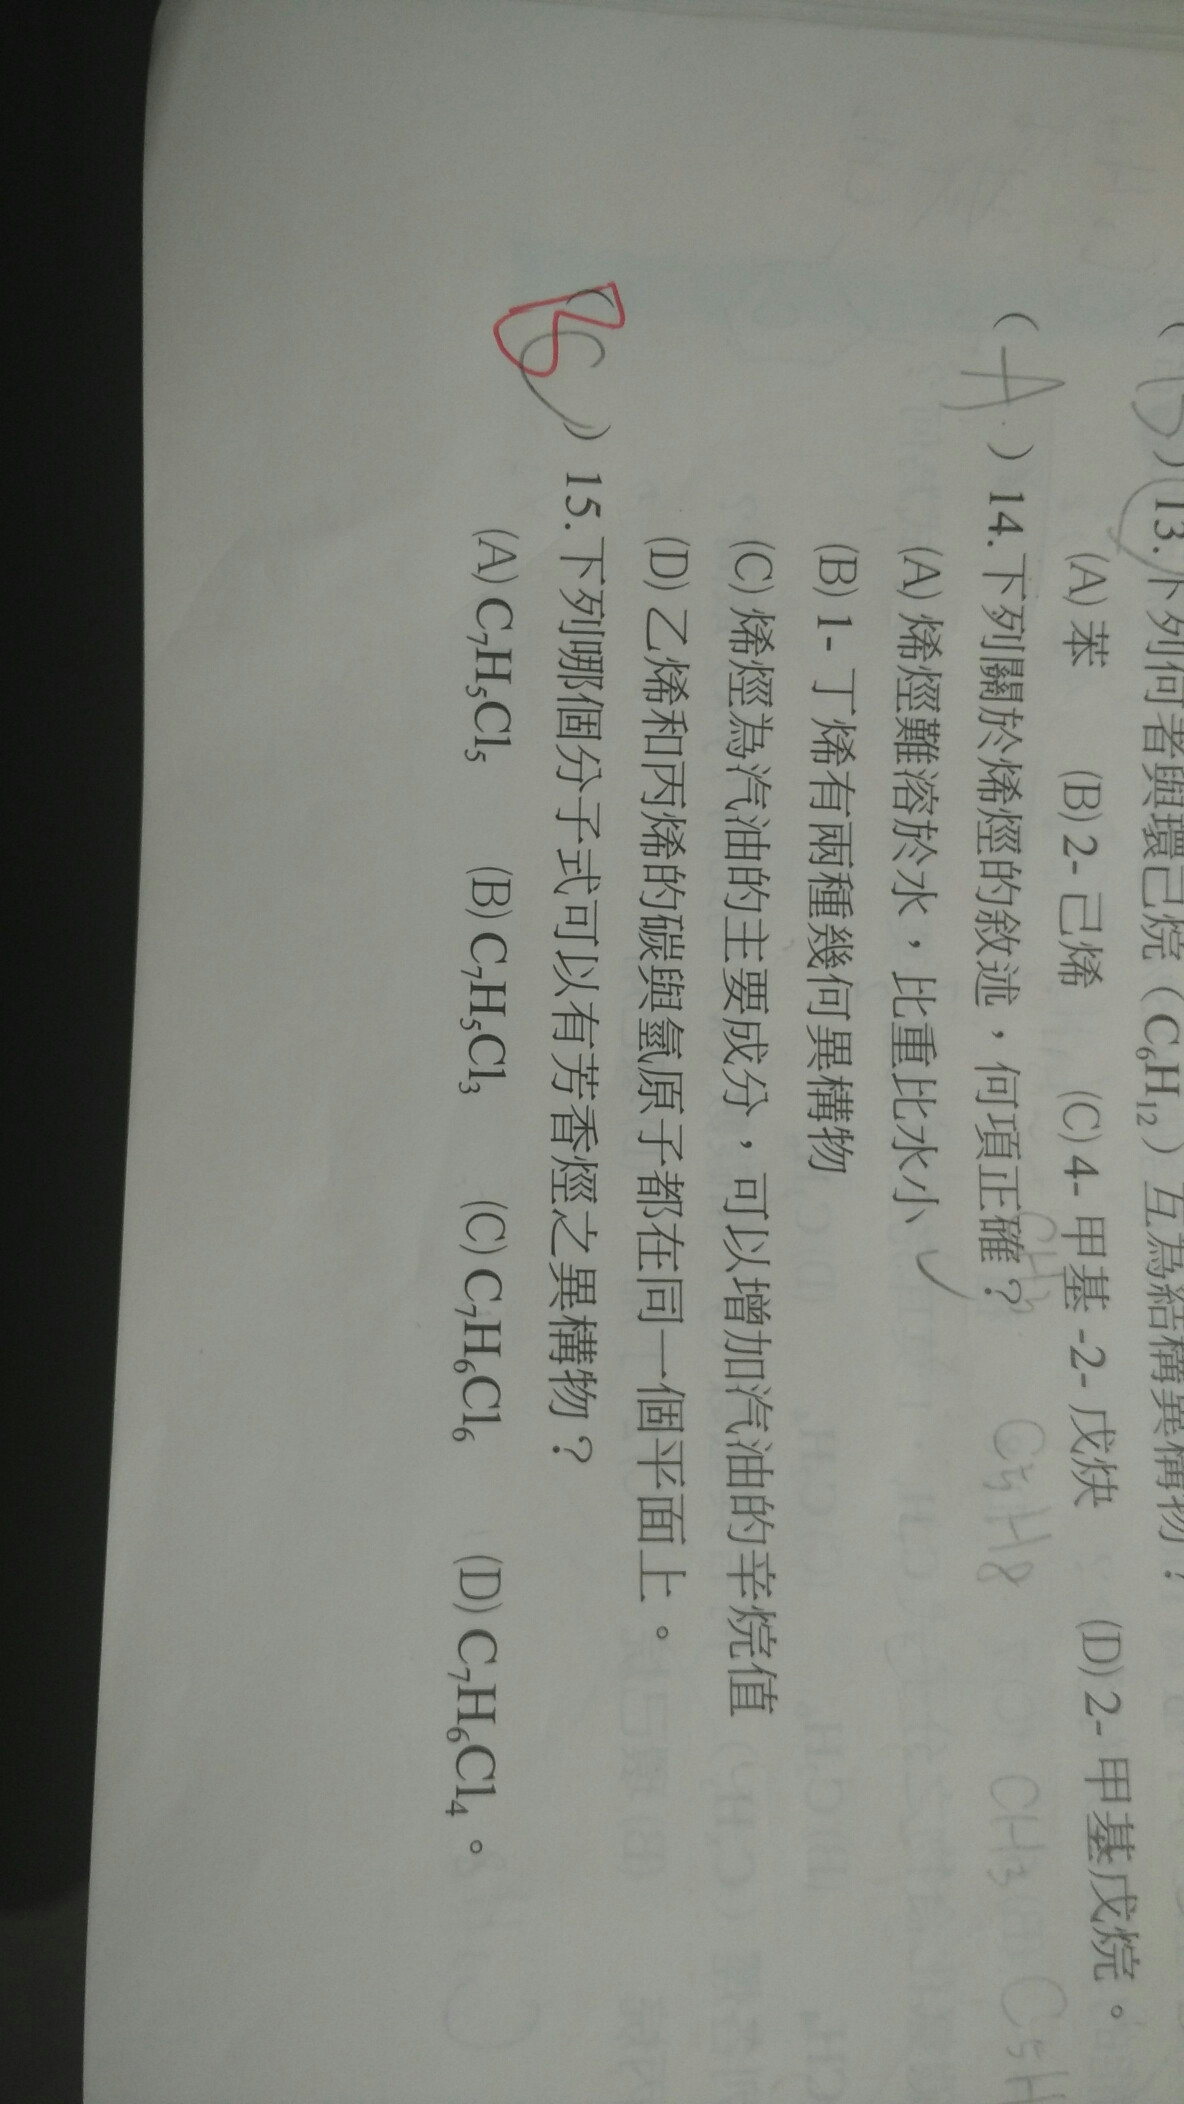 13.下列何者與環己烷（C₆H₁₂）互為結構異構物？
(A) 苯 (B) 2- 己烯 (C) 4- 甲基 -2- 戊炔 (D) 2- 甲基戊烷。
（ A ）14.下列關於烯烴的敘述，何項正確？
(A) 烯烴難溶於水，比重比水小 ✓
(B) 1- 丁烯有兩種幾何異構物
(C) 烯烴為汽油的主要成分，可以增加汽油的辛烷值
(D) 乙烯和丙烯的碳與氫原子都在同一個平面上。
B ）15.下列哪個分子式可以有芳香烴之異構物？
(A) C₇H₅Cl₅ (B) C₇H₅Cl₃ (C) C₇H₆Cl₆ (D) C₇H₆Cl₄。